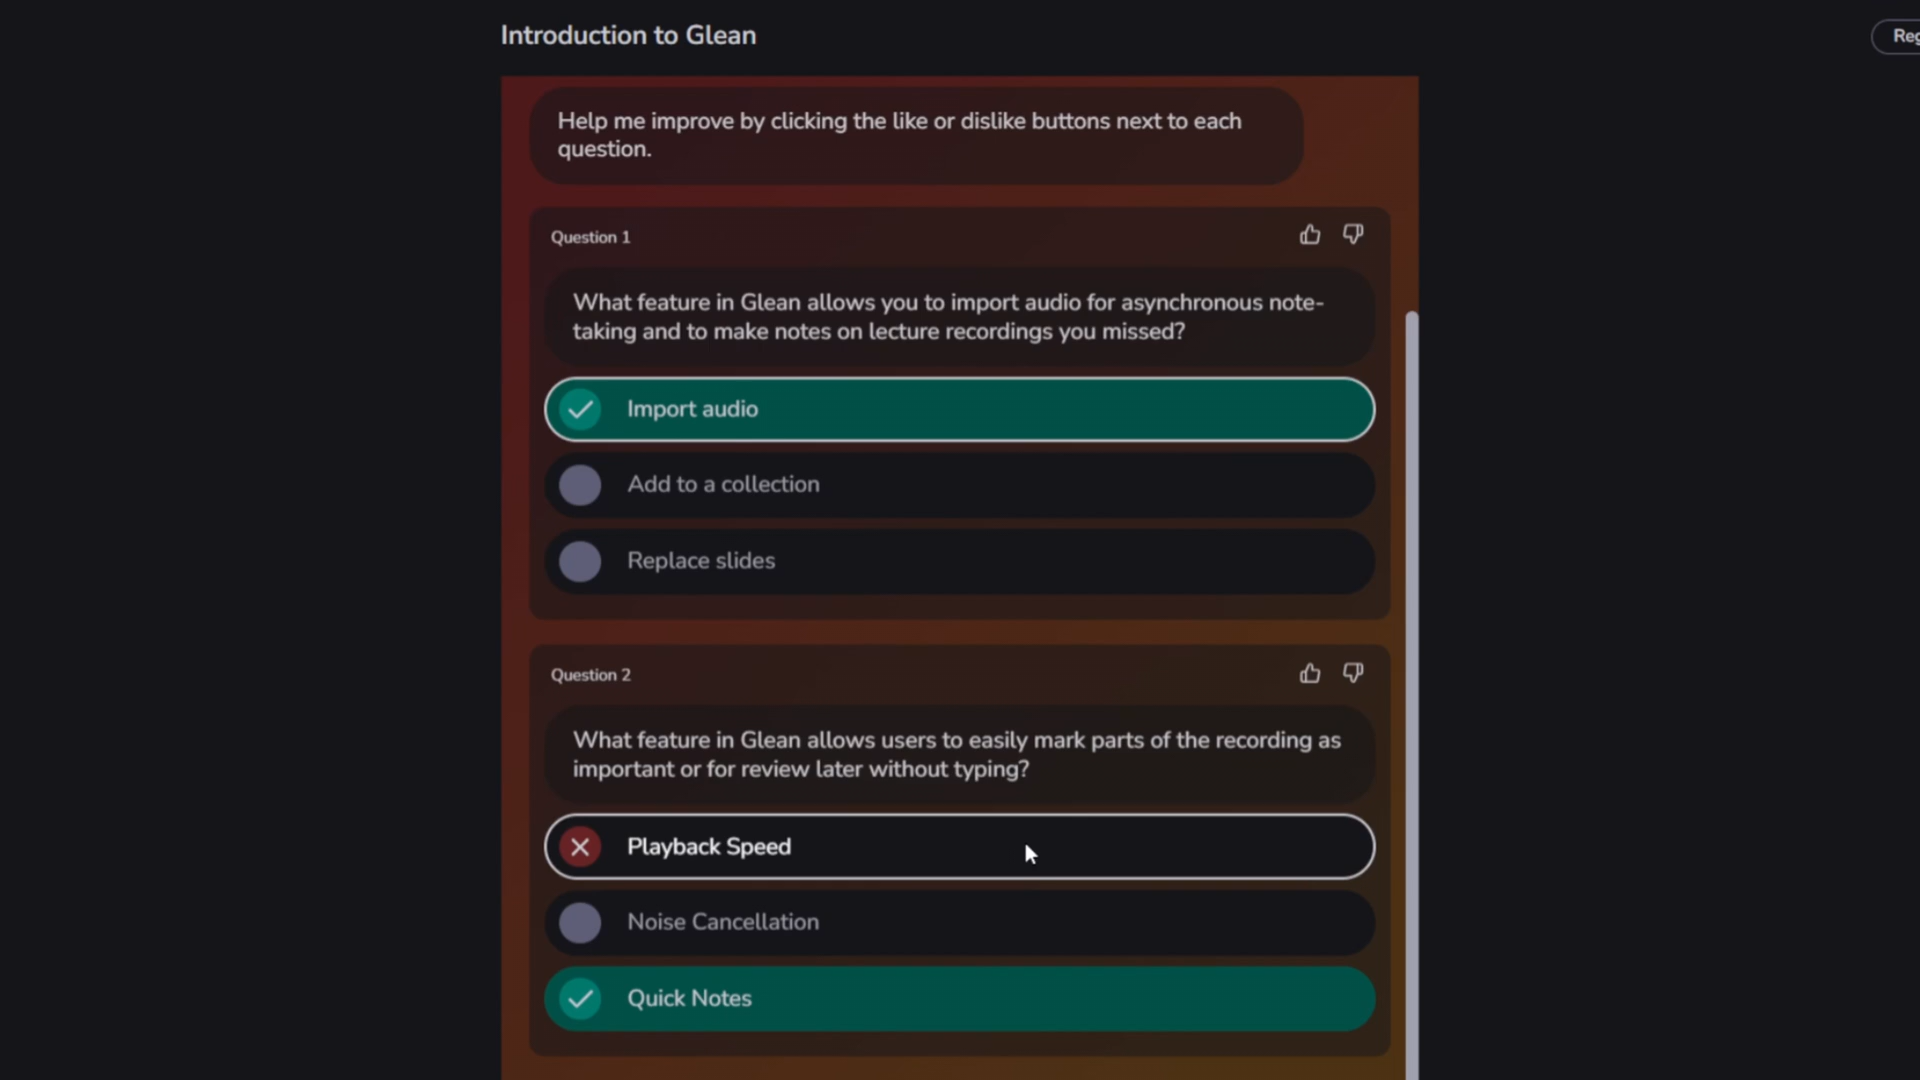 Introduction to Glean
Reg
Help me improve by clicking the like or dislike buttons next to each
question.
Question 1
What feature in Glean allows you to import audio for asynchronous note-
taking and to make notes on lecture recordings you missed?
Import audio
Add to a collection
Replace slides
Question 2
What feature in Glean allows users to easily mark parts of the recording as
important or for review later without typing?
Playback Speed
Noise Cancellation
Quick Notes